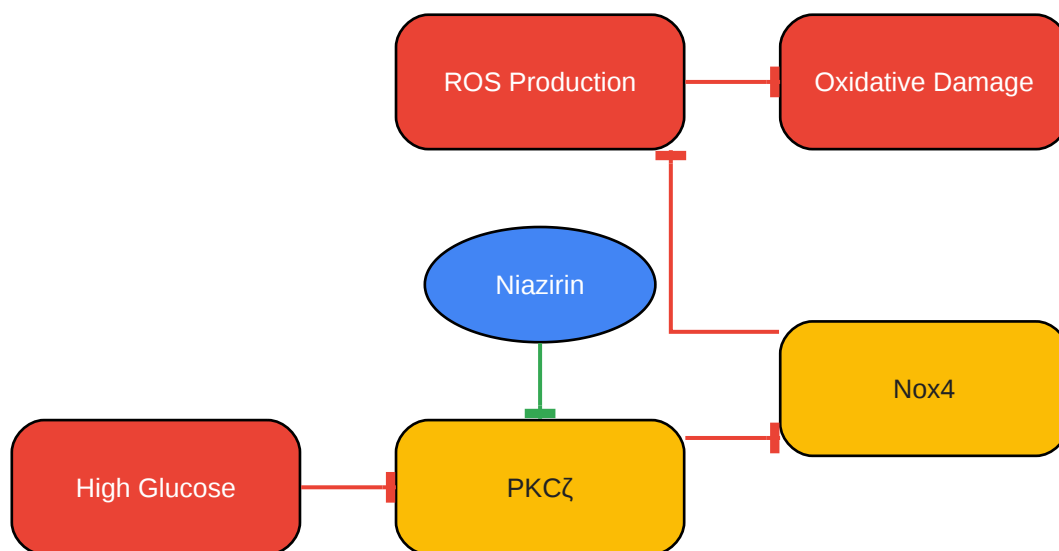 ROS Production
Oxidative Damage
Niazirin
Nox4
High Glucose
PKCζ